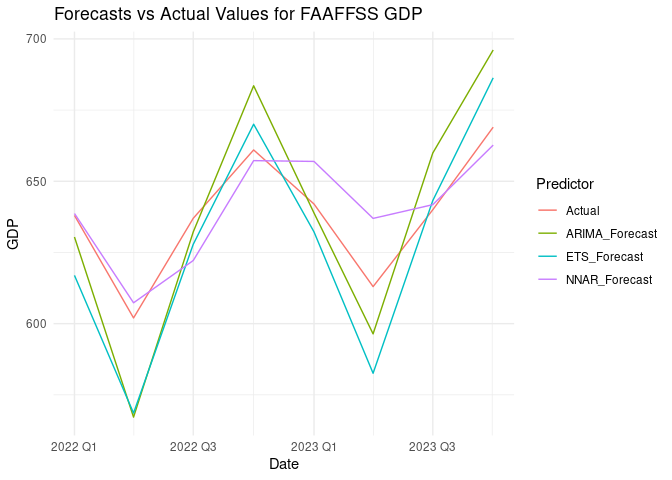 Forecasts vs Actual Values for FAAFFSS GDP
700
650
600
GDP
2022 Q1
2022 Q3
2023 Q1
2023 Q3
Date
Predictor
Actual
ARIMA_Forecast
ETS_Forecast
NNAR_Forecast